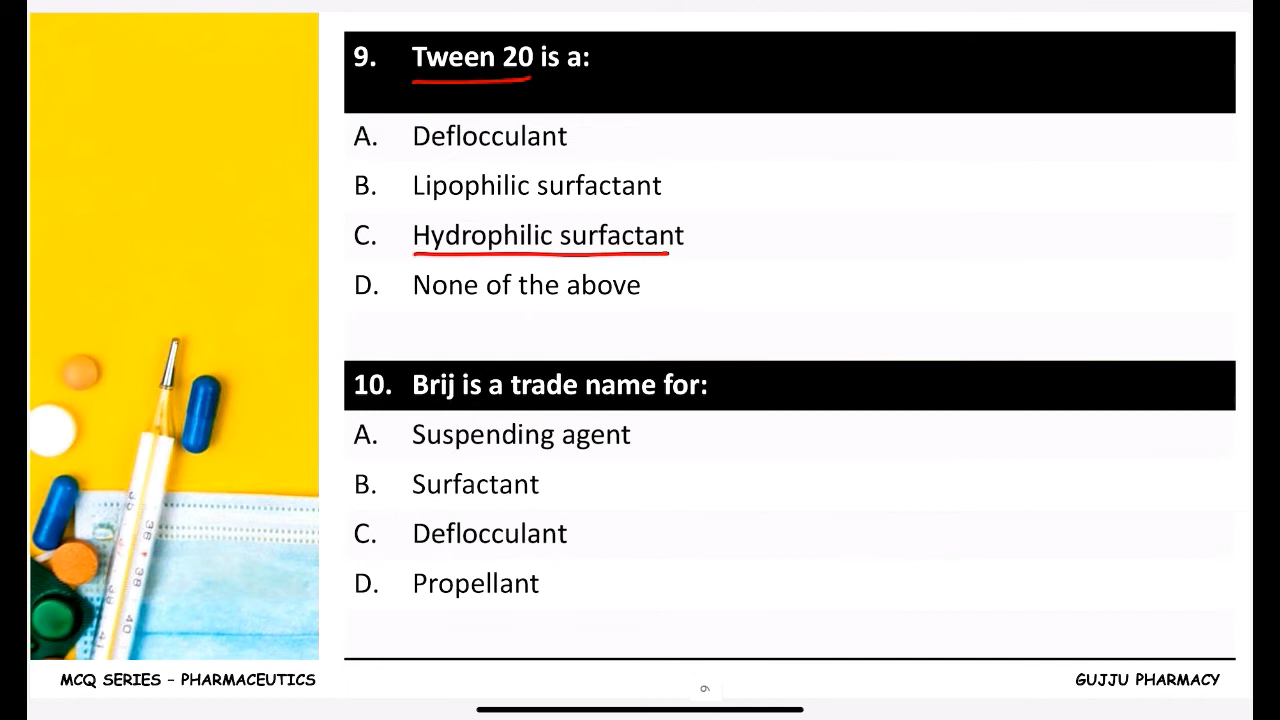 9. Tween 20 is a:
A. Deflocculant
B. Lipophilic surfactant
C. Hydrophilic surfactant
D. None of the above
10. Brij is a trade name for:
A. Suspending agent
B. Surfactant
C. Deflocculant
D. Propellant
MCQ SERIES - PHARMACEUTICS
GUJJU PHARMACY